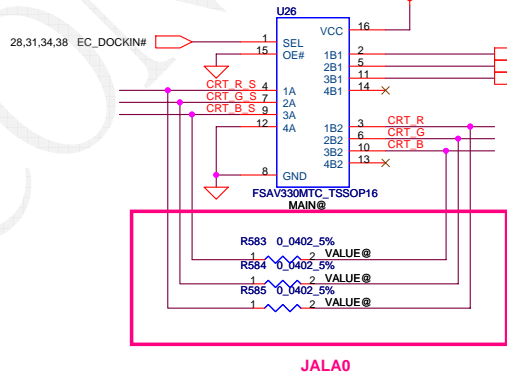 U26
28,31,34,38 EC_DOCKIN#
1 SEL VCC 16
15 OE#
1B1 2
CRT_R_S 4 1A 2B1 5
CRT_G_S 7 2A 3B1 11
CRT_B_S 9 3A 4B1 14
12 4A
1B2 3 CRT_R
2B2 6 CRT_G
3B2 10 CRT_B
4B2 13
8 GND
FSAV330MTC_TSSOP16
MAIN@
R583 0_0402_5%
1 2 VALUE@
R584 0_0402_5%
1 2 VALUE@
R585 0_0402_5%
1 2 VALUE@
JALA0